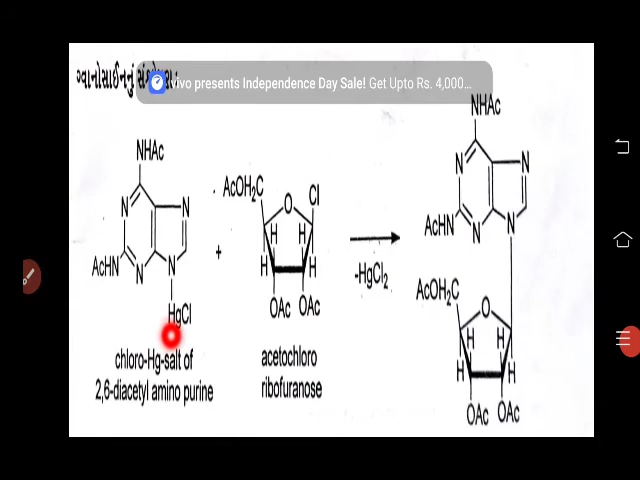 ગ્વાનોસાઈનનું
vivo presents Independence Day Sale! Get Upto Rs. 4,000...
NHAc
N
N
AcHN
N
N
HgCl
chloro-Hg-salt of
2,6-diacetyl amino purine
+
AcOH₂C
O
Cl
H
H
H
H
OAc
OAc
acetochloro
ribofuranose
-HgCl₂
NHAc
N
N
AcHN
N
N
AcOH₂C
O
H
H
H
H
OAc
OAc